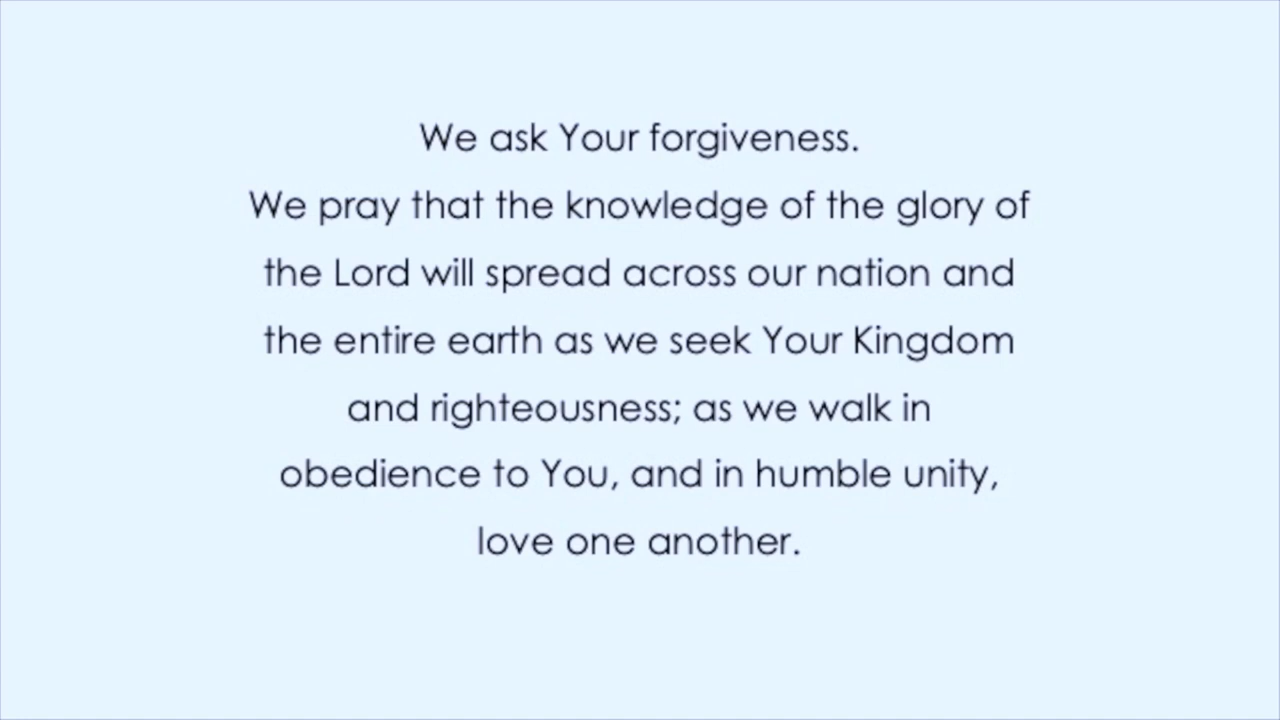 We ask Your forgiveness.
We pray that the knowledge of the glory of
the Lord will spread across our nation and
the entire earth as we seek Your Kingdom
and righteousness; as we walk in
obedience to You, and in humble unity,
love one another.